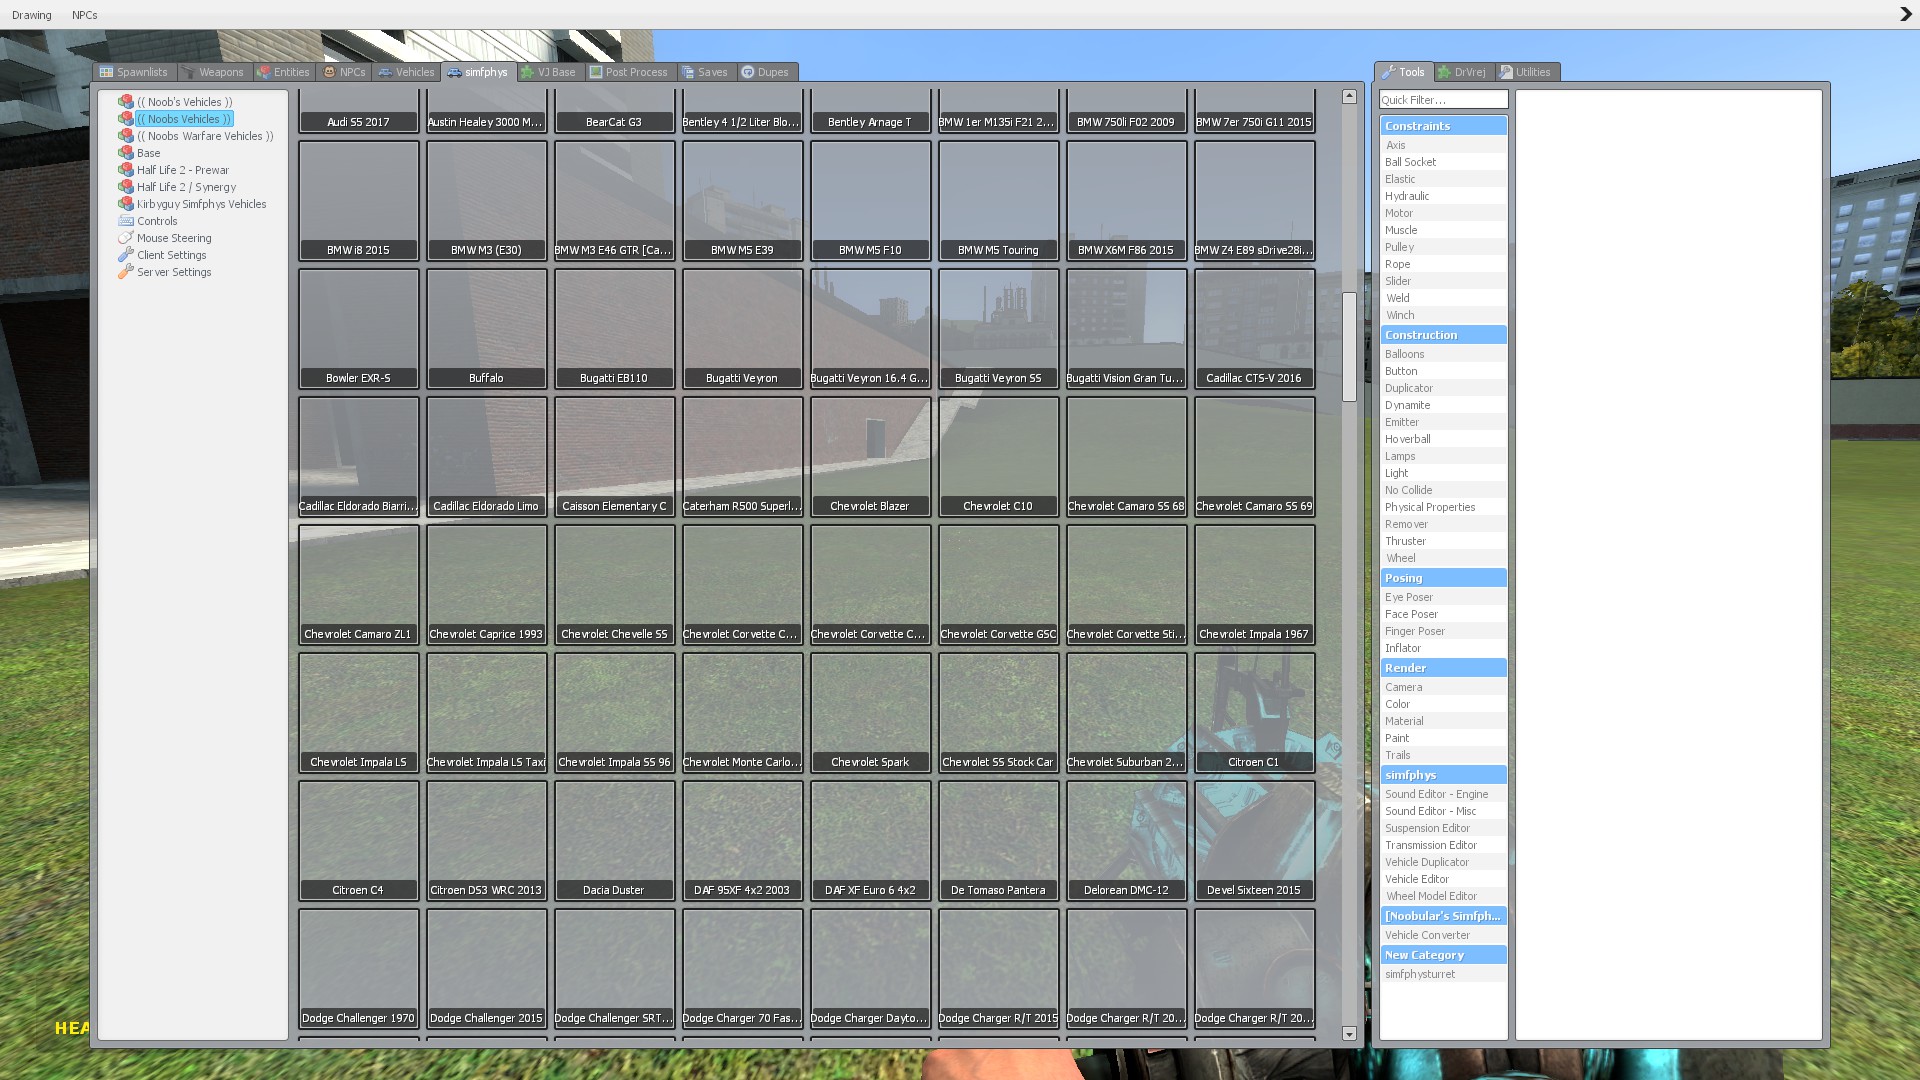 Drawing NPCs
Spawnlists Weapons Entities NPCs Vehicles simfphys VJ Base Post Process Saves Dupes
Tools DrVrej Utilities
(( Noob's Vehicles ))
(( Noobs Vehicles ))
(( Noobs Warfare Vehicles ))
Base
Half Life 2 - Prewar
Half Life 2 / Synergy
Kirbyguy Simfphys Vehicles
Controls
Mouse Steering
Client Settings
Server Settings
Audi S5 2017 Austin Healey 3000 M... BearCat G3 Bentley 4 1/2 Liter Blo... Bentley Arnage T BMW 1er M135i F21 2... BMW 750li F02 2009 BMW 7er 750i G11 2015
BMW i8 2015 BMW M3 (E30) BMW M3 E46 GTR [Ca... BMW M5 E39 BMW M5 F10 BMW M5 Touring BMW X6M F86 2015 BMW Z4 E89 sDrive28i...
Bowler EXR-S Buffalo Bugatti EB110 Bugatti Veyron Bugatti Veyron 16.4 G... Bugatti Veyron SS Bugatti Vision Gran Tu... Cadillac CTS-V 2016
Cadillac Eldorado Biarri... Cadillac Eldorado Limo Caisson Elementary C Caterham R500 Superl... Chevrolet Blazer Chevrolet C10 Chevrolet Camaro SS 68 Chevrolet Camaro SS 69
Chevrolet Camaro ZL1 Chevrolet Caprice 1993 Chevrolet Chevelle SS Chevrolet Corvette C... Chevrolet Corvette C... Chevrolet Corvette GSC Chevrolet Corvette Sti... Chevrolet Impala 1967
Chevrolet Impala LS Chevrolet Impala LS Taxi Chevrolet Impala SS 96 Chevrolet Monte Carlo... Chevrolet Spark Chevrolet SS Stock Car Chevrolet Suburban 2... Citroen C1
Citroen C4 Citroen DS3 WRC 2013 Dacia Duster DAF 95XF 4x2 2003 DAF XF Euro 6 4x2 De Tomaso Pantera Delorean DMC-12 Devel Sixteen 2015
Dodge Challenger 1970 Dodge Challenger 2015 Dodge Challenger SRT... Dodge Charger 70 Fas... Dodge Charger Dayto... Dodge Charger R/T 2015 Dodge Charger R/T 20... Dodge Charger R/T 20...
HEA
Quick Filter...
Constraints
Axis
Ball Socket
Elastic
Hydraulic
Motor
Muscle
Pulley
Rope
Slider
Weld
Winch
Construction
Balloons
Button
Duplicator
Dynamite
Emitter
Hoverball
Lamps
Light
No Collide
Physical Properties
Remover
Thruster
Wheel
Posing
Eye Poser
Face Poser
Finger Poser
Inflator
Render
Camera
Color
Material
Paint
Trails
simfphys
Sound Editor - Engine
Sound Editor - Misc
Suspension Editor
Transmission Editor
Vehicle Duplicator
Vehicle Editor
Wheel Model Editor
[Noobular's Simfph...
Vehicle Converter
New Category
simfphysturret